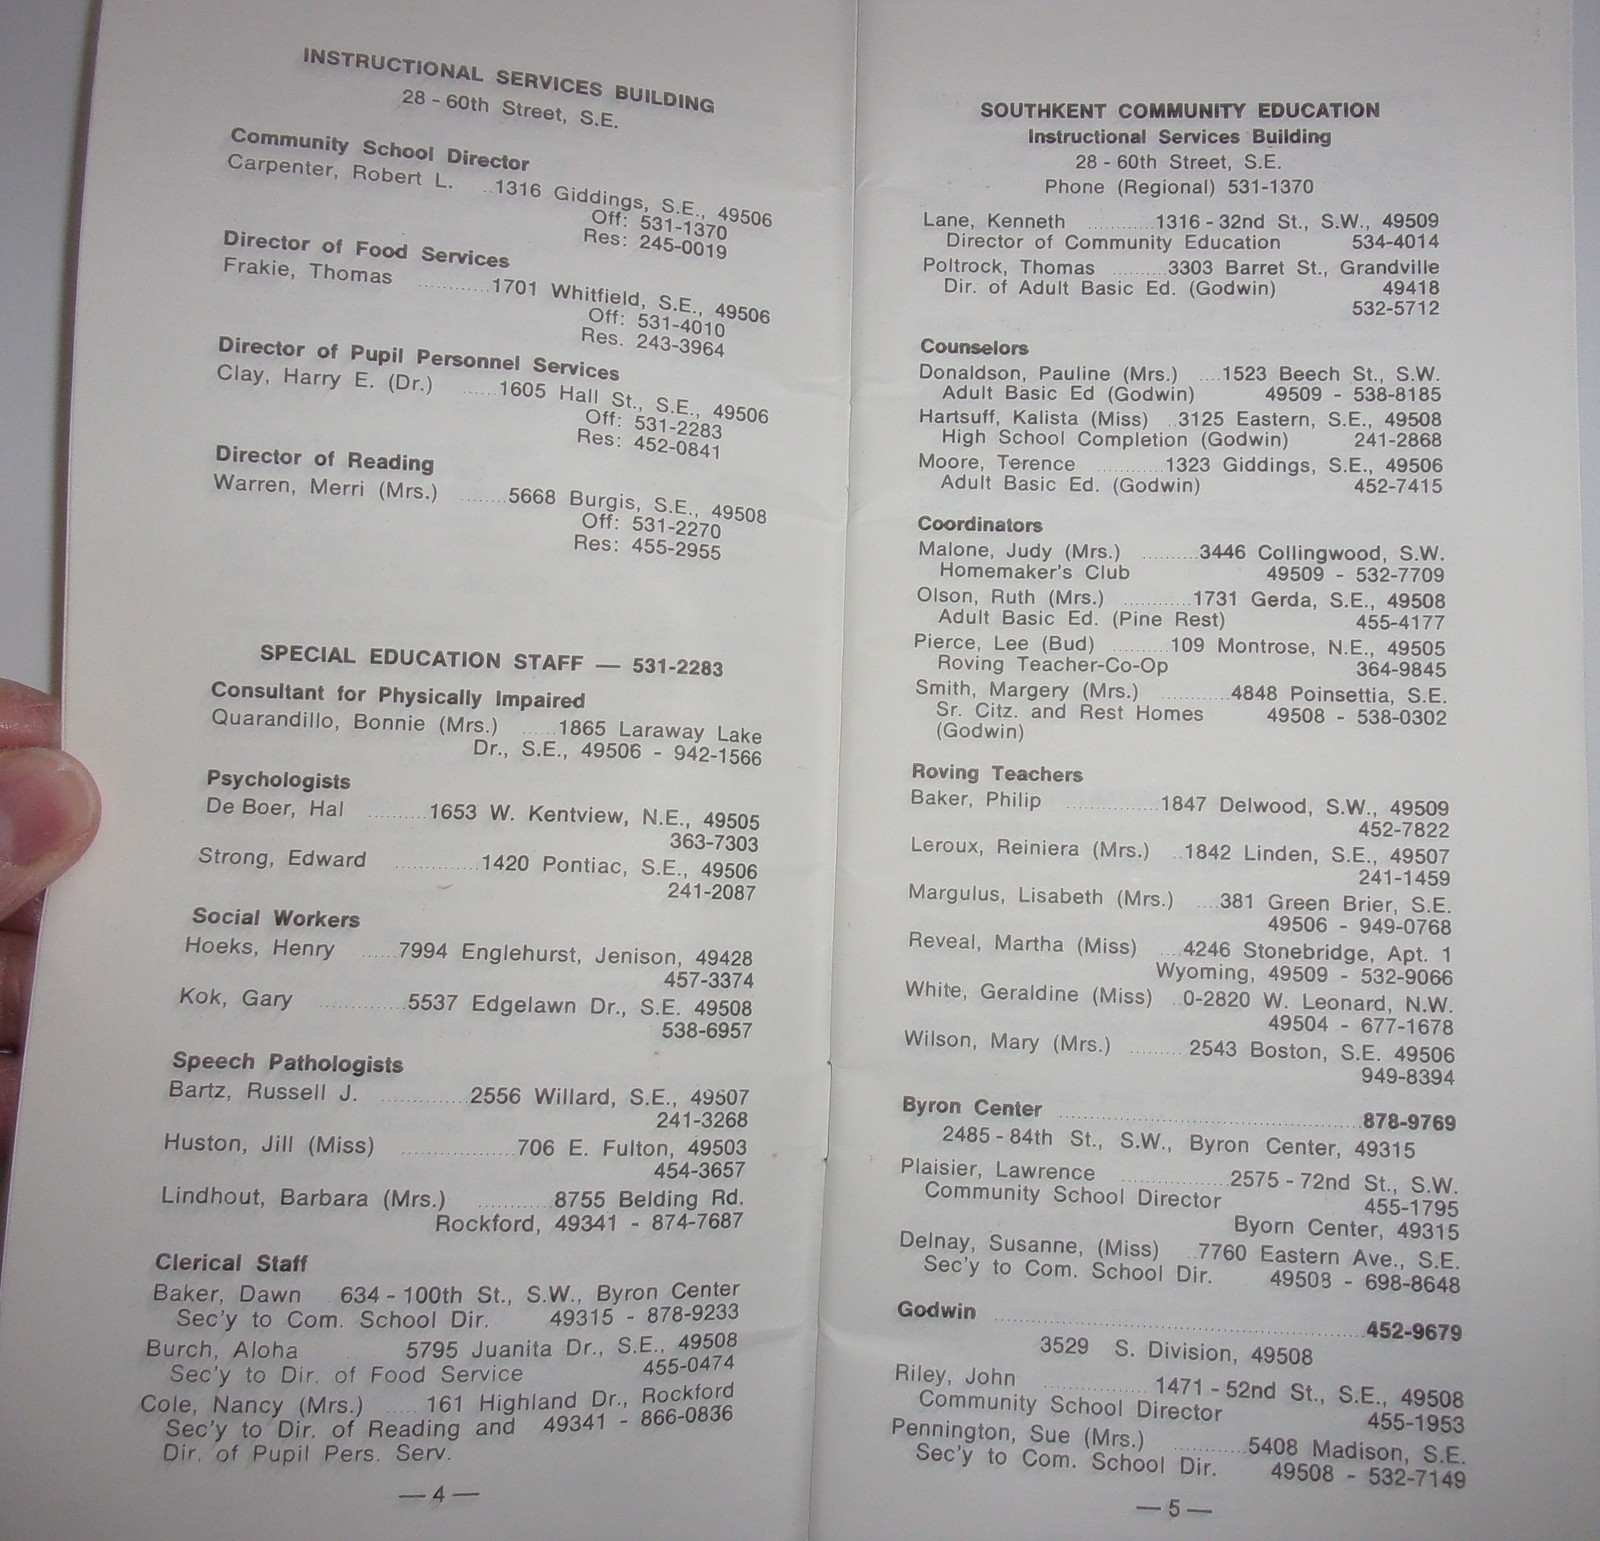 INSTRUCTIONAL SERVICES BUILDING
28 - 60th Street, S.E.
Community School Director
Carpenter, Robert L. ..1316 Giddings, S.E., 49506
Off: 531-1370
Res: 245-0019
Director of Food Services
Frakie, Thomas ............1701 Whitfield, S.E., 49506
Off: 531-4010
Res. 243-3964
Director of Pupil Personnel Services
Clay, Harry E. (Dr.) ......1605 Hall St., S.E., 49506
Off: 531-2283
Res: 452-0841
Director of Reading
Warren, Merri (Mrs.) ........5668 Burgis, S.E., 49508
Off: 531-2270
Res: 455-2955
SPECIAL EDUCATION STAFF — 531-2283
Consultant for Physically Impaired
Quarandillo, Bonnie (Mrs.) ......1865 Laraway Lake
Dr., S.E., 49506 - 942-1566
Psychologists
De Boer, Hal ..........1653 W. Kentview, N.E., 49505
363-7303
Strong, Edward ..............1420 Pontiac, S.E., 49506
241-2087
Social Workers
Hoeks, Henry ......7994 Englehurst, Jenison, 49428
457-3374
Kok, Gary ..............5537 Edgelawn Dr., S.E. 49508
538-6957
Speech Pathologists
Bartz, Russell J. ..............2556 Willard, S.E., 49507
241-3268
Huston, Jill (Miss) ..................706 E. Fulton, 49503
454-3657
Lindhout, Barbara (Mrs.) ............8755 Belding Rd.
Rockford, 49341 - 874-7687
Clerical Staff
Baker, Dawn 634 - 100th St., S.W., Byron Center
Sec'y to Com. School Dir. 49315 - 878-9233
Burch, Aloha 5795 Juanita Dr., S.E., 49508
Sec'y to Dir. of Food Service 455-0474
Cole, Nancy (Mrs.) ..... 161 Highland Dr., Rockford
Sec'y to Dir. of Reading and 49341 - 866-0836
Dir. of Pupil Pers. Serv.
— 4 —
SOUTHKENT COMMUNITY EDUCATION
Instructional Services Building
28 - 60th Street, S.E.
Phone (Regional) 531-1370
Lane, Kenneth ............1316 - 32nd St., S.W., 49509
Director of Community Education 534-4014
Poltrock, Thomas ..........3303 Barret St., Grandville
Dir. of Adult Basic Ed. (Godwin) 49418
532-5712
Counselors
Donaldson, Pauline (Mrs.) ....1523 Beech St., S.W.
Adult Basic Ed (Godwin) 49509 - 538-8185
Hartsuff, Kalista (Miss) ..3125 Eastern, S.E., 49508
High School Completion (Godwin) 241-2868
Moore, Terence ............1323 Giddings, S.E., 49506
Adult Basic Ed. (Godwin) 452-7415
Coordinators
Malone, Judy (Mrs.) ..........3446 Collingwood, S.W.
Homemaker's Club 49509 - 532-7709
Olson, Ruth (Mrs.) ............1731 Gerda, S.E., 49508
Adult Basic Ed. (Pine Rest) 455-4177
Pierce, Lee (Bud) ..........109 Montrose, N.E., 49505
Roving Teacher-Co-Op 364-9845
Smith, Margery (Mrs.) ............4848 Poinsettia, S.E.
Sr. Citz. and Rest Homes 49508 - 538-0302
(Godwin)
Roving Teachers
Baker, Philip ................1847 Delwood, S.W., 49509
452-7822
Leroux, Reiniera (Mrs.) ..1842 Linden, S.E., 49507
241-1459
Margulus, Lisabeth (Mrs.) ....381 Green Brier, S.E.
49506 - 949-0768
Reveal, Martha (Miss) ....4246 Stonebridge, Apt. 1
Wyoming, 49509 - 532-9066
White, Geraldine (Miss) ..0-2820 W. Leonard, N.W.
49504 - 677-1678
Wilson, Mary (Mrs.) ......... 2543 Boston, S.E. 49506
949-8394
Byron Center ..................................................878-9769
2485 - 84th St., S.W., Byron Center, 49315
Plaisier, Lawrence ..................2575 - 72nd St., S.W.
Community School Director 455-1795
Byorn Center, 49315
Delnay, Susanne, (Miss) ..7760 Eastern Ave., S.E.
Sec'y to Com. School Dir. 49508 - 698-8648
Godwin ............................................................452-9679
3529 S. Division, 49508
Riley, John .................. 1471 - 52nd St., S.E., 49508
Community School Director 455-1953
Pennington, Sue (Mrs.) ............5408 Madison, S.E.
Sec'y to Com. School Dir. 49508 - 532-7149
— 5 —